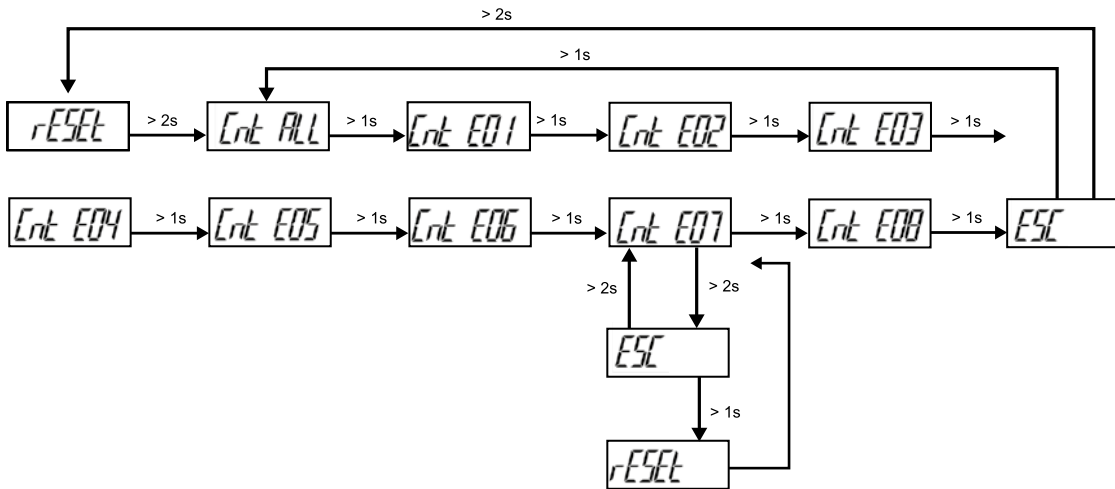 > 2s
> 1s
rESEt > 2s Cnt ALL > 1s Cnt E01 > 1s Cnt E02 > 1s Cnt E03 > 1s
Cnt E04 > 1s Cnt E05 > 1s Cnt E06 > 1s Cnt E07 > 1s Cnt E08 > 1s ESC
> 2s > 2s
ESC
> 1s
rESEt